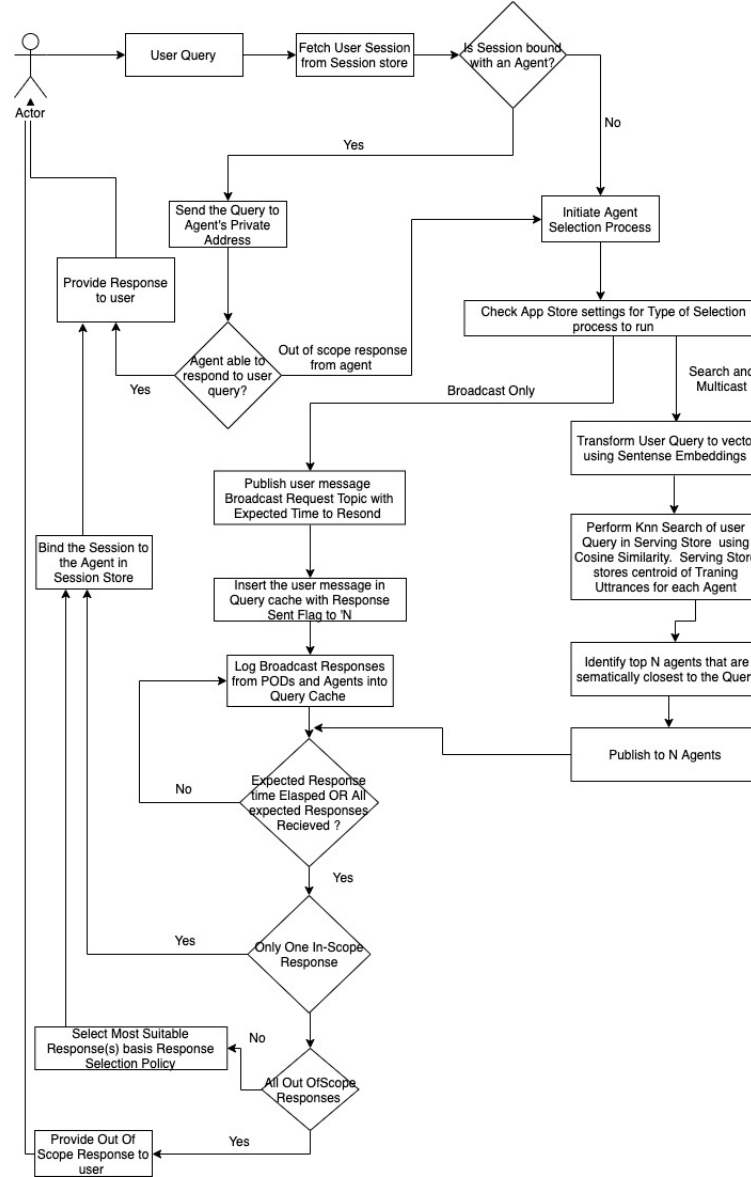 User Query
Fetch User Session
from Session store
Is Session bound
with an Agent?
Actor
No
Yes
Send the Query to
Agent's Private
Address
Initiate Agent
Selection Process
Provide Response
to user
Check App Store settings for Type of Selection
process to run
Agent able to
respond to user
query?
Out of scope response
from agent
Yes
Broadcast Only
Search and
Multicast
Transform User Query to vecto
using Sentense Embeddings
Publish user message
Broadcast Request Topic with
Expected Time to Resond
Perform Knn Search of user
Query in Serving Store using
Cosine Similarity. Serving Store
stores centroid of Traning
Uttrances for each Agent
Bind the Session to
the Agent in
Session Store
Insert the user message in
Query cache with Response
Sent Flag to 'N
Log Broadcast Responses
from PODs and Agents into
Query Cache
Identify top N agents that are
sematically closest to the Query
Publish to N Agents
Expected Response
time Elasped OR All
expected Responses
Recieved ?
No
Yes
Only One In-Scope
Response
Yes
Select Most Suitable
Response(s) basis Response
Selection Policy
No
All Out OfScope
Responses
Provide Out Of
Scope Response to
user
Yes